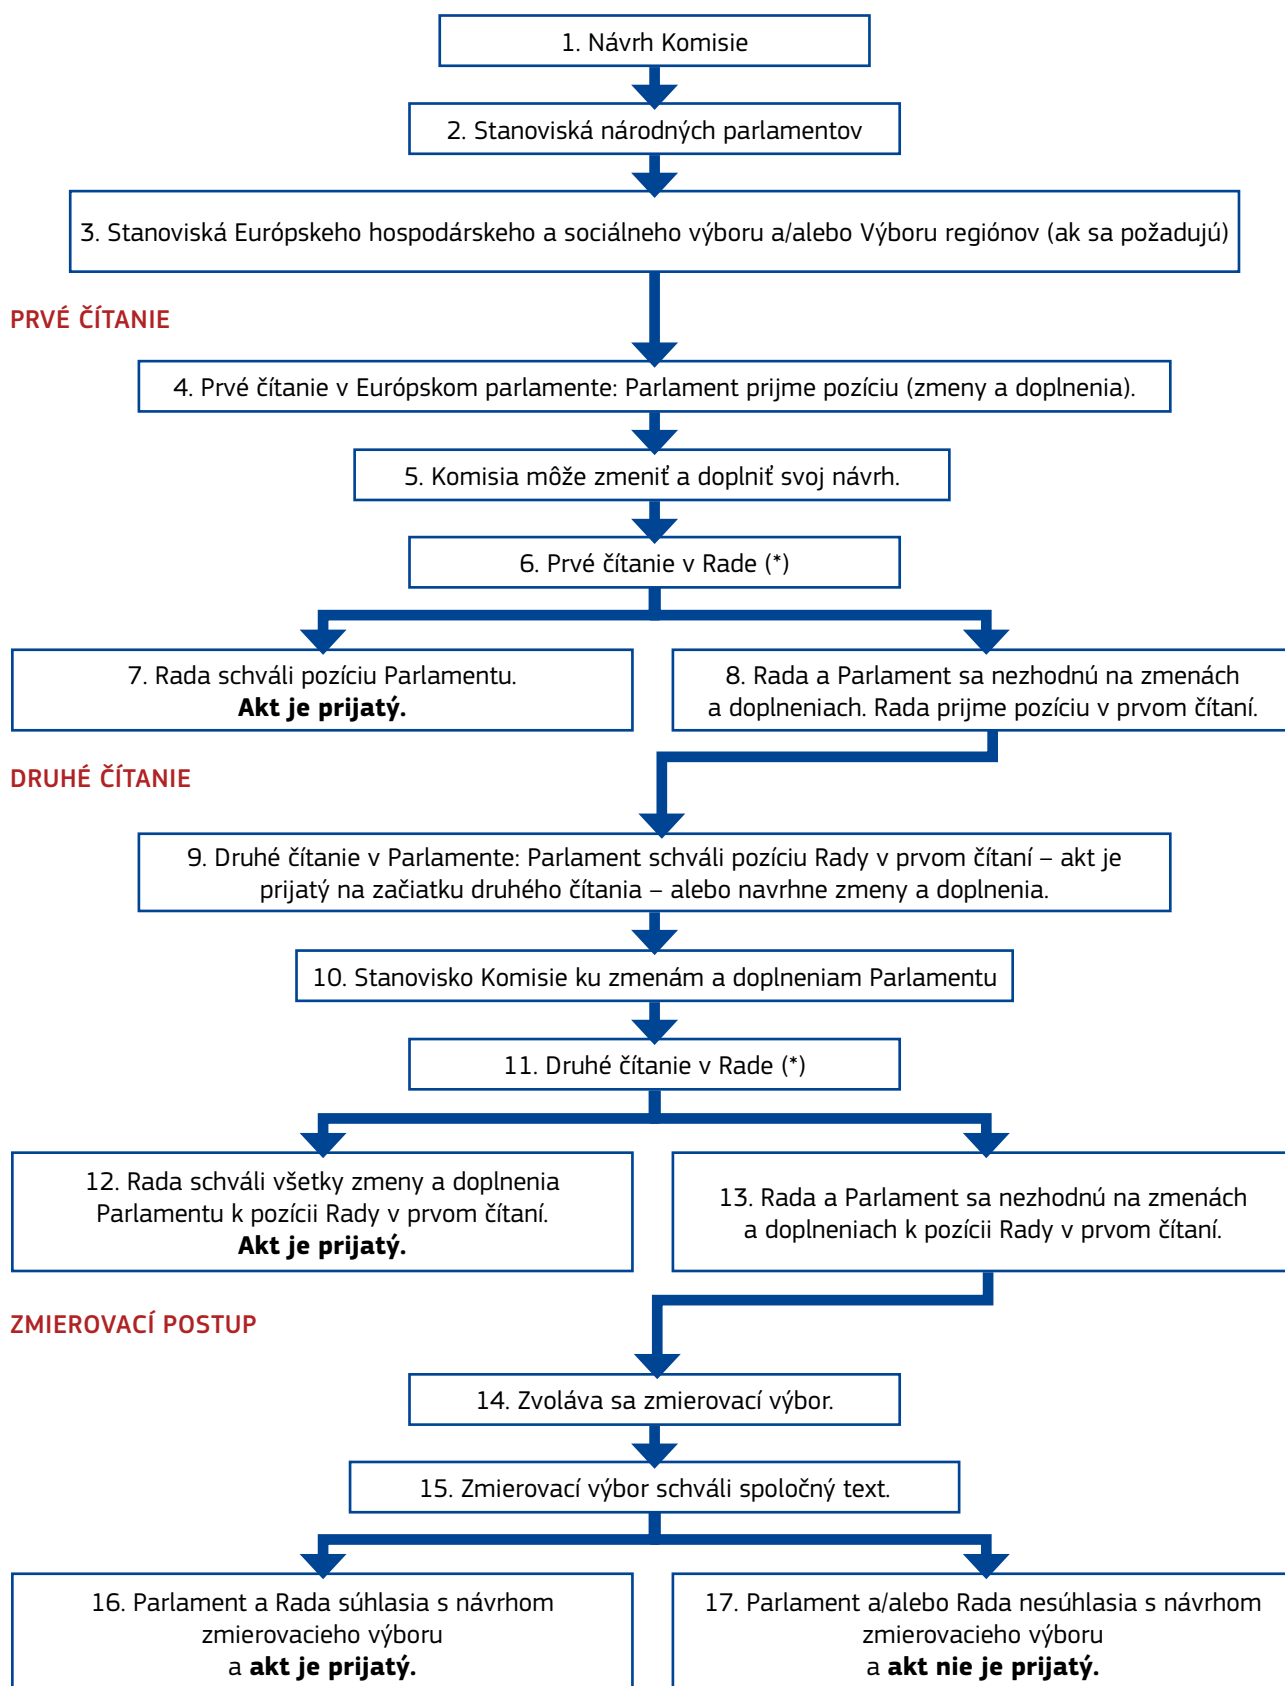 1. Návrh Komisie
2. Stanoviská národných parlamentov
3. Stanoviská Európskeho hospodárskeho a sociálneho výboru a/alebo Výboru regiónov (ak sa požadujú)
PRVÉ ČÍTANIE
4. Prvé čítanie v Európskom parlamente: Parlament prijme pozíciu (zmeny a doplnenia).
5. Komisia môže zmeniť a doplniť svoj návrh.
6. Prvé čítanie v Rade (*)
7. Rada schváli pozíciu Parlamentu.
Akt je prijatý.
8. Rada a Parlament sa nezhodnú na zmenách
a doplneniach. Rada prijme pozíciu v prvom čítaní.
DRUHÉ ČÍTANIE
9. Druhé čítanie v Parlamente: Parlament schváli pozíciu Rady v prvom čítaní – akt je
prijatý na začiatku druhého čítania – alebo navrhne zmeny a doplnenia.
10. Stanovisko Komisie ku zmenám a doplneniam Parlamentu
11. Druhé čítanie v Rade (*)
12. Rada schváli všetky zmeny a doplnenia
Parlamentu k pozícii Rady v prvom čítaní.
Akt je prijatý.
13. Rada a Parlament sa nezhodnú na zmenách
a doplneniach k pozícii Rady v prvom čítaní.
ZMIEROVACÍ POSTUP
14. Zvoláva sa zmierovací výbor.
15. Zmierovací výbor schváli spoločný text.
16. Parlament a Rada súhlasia s návrhom
zmierovacieho výboru
a akt je prijatý.
17. Parlament a/alebo Rada nesúhlasia s návrhom
zmierovacieho výboru
a akt nie je prijatý.